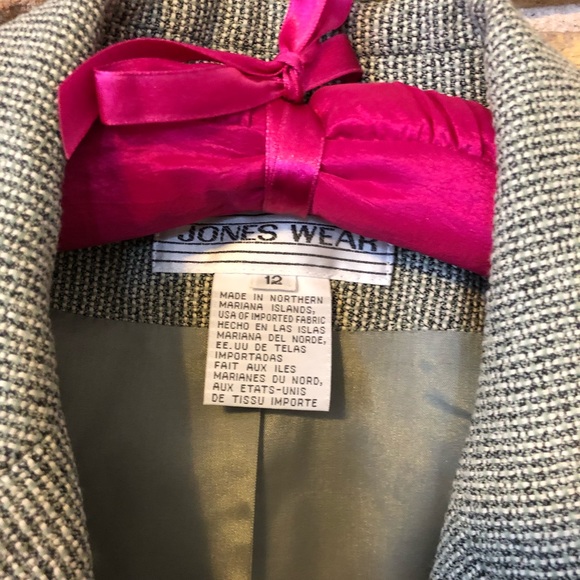 JONES WEAR
12
MADE IN NORTHERN
MARIANA ISLANDS,
USA OF IMPORTED FABRIC
HECHO EN LAS ISLAS
MARIANA DEL NORDE,
EE.UU DE TELAS
IMPORTADAS
FAIT AUX ILES
MARIANES DU NORD,
AUX ETATS-UNIS
DE TISSU IMPORTE